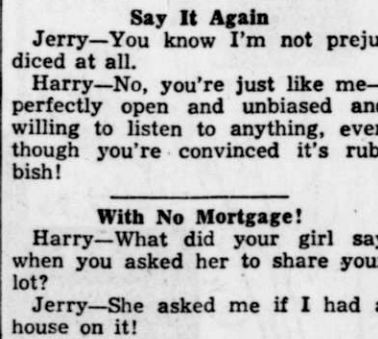 Say It Again
Jerry—You know I'm not preju
diced at all.
Harry—No, you're just like me—
perfectly open and unbiased an
willing to listen to anything, eve
though you're convinced it's rub
bish!
With No Mortgage!
Harry—What did your girl say
when you asked her to share you
lot?
Jerry—She asked me if I had a
house on it!